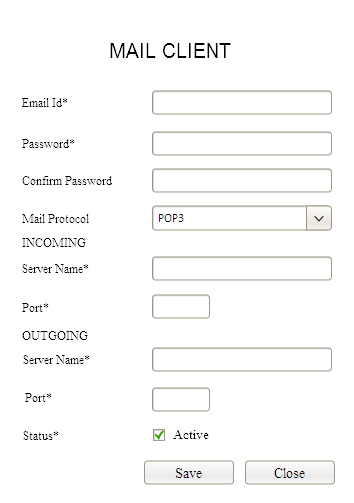 MAIL CLIENT
Email Id*
Password*
Confirm Password
Mail Protocol POP3
INCOMING
Server Name*
Port*
OUTGOING
Server Name*
Port*
Status* Active
Save Close